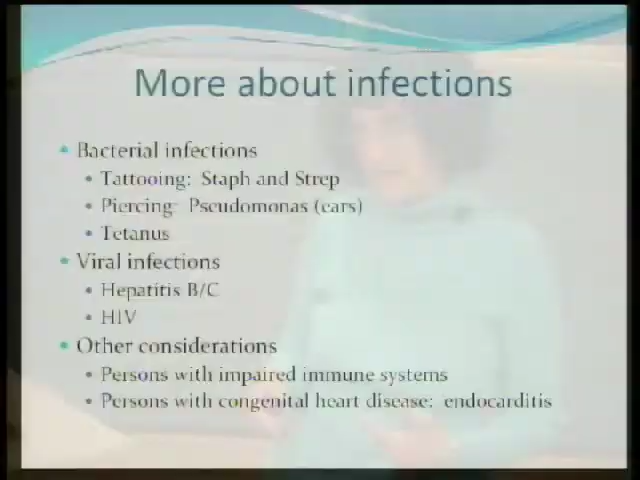 More about infections
• Bacterial infections
• Tattooing: Staph and Strep
• Piercing: Pseudomonas (ears)
• Tetanus
• Viral infections
• Hepatitis B/C
• HIV
• Other considerations
• Persons with impaired immune systems
• Persons with congenital heart disease: endocarditis